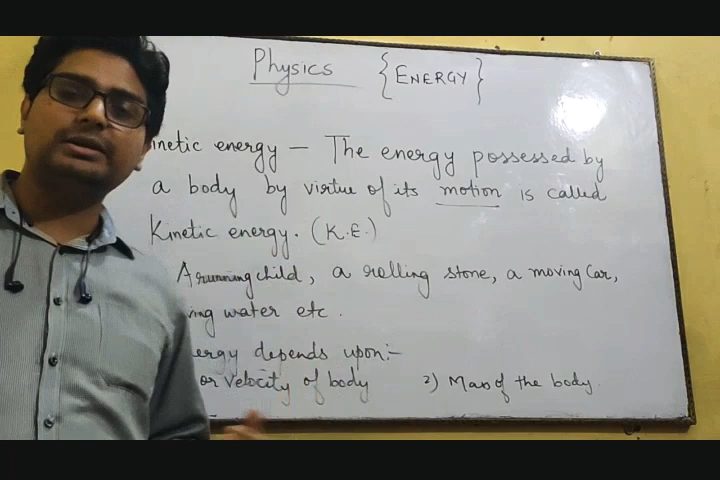 Physics {ENERGY}
inetic energy – The energy possessed by
a body by virtue of its motion is called
Kinetic energy. (K.E.)
A running child, a rolling stone, a moving Car,
ving water etc.
ergy depends upon:-
or velocity of body 2) Mass of the body.